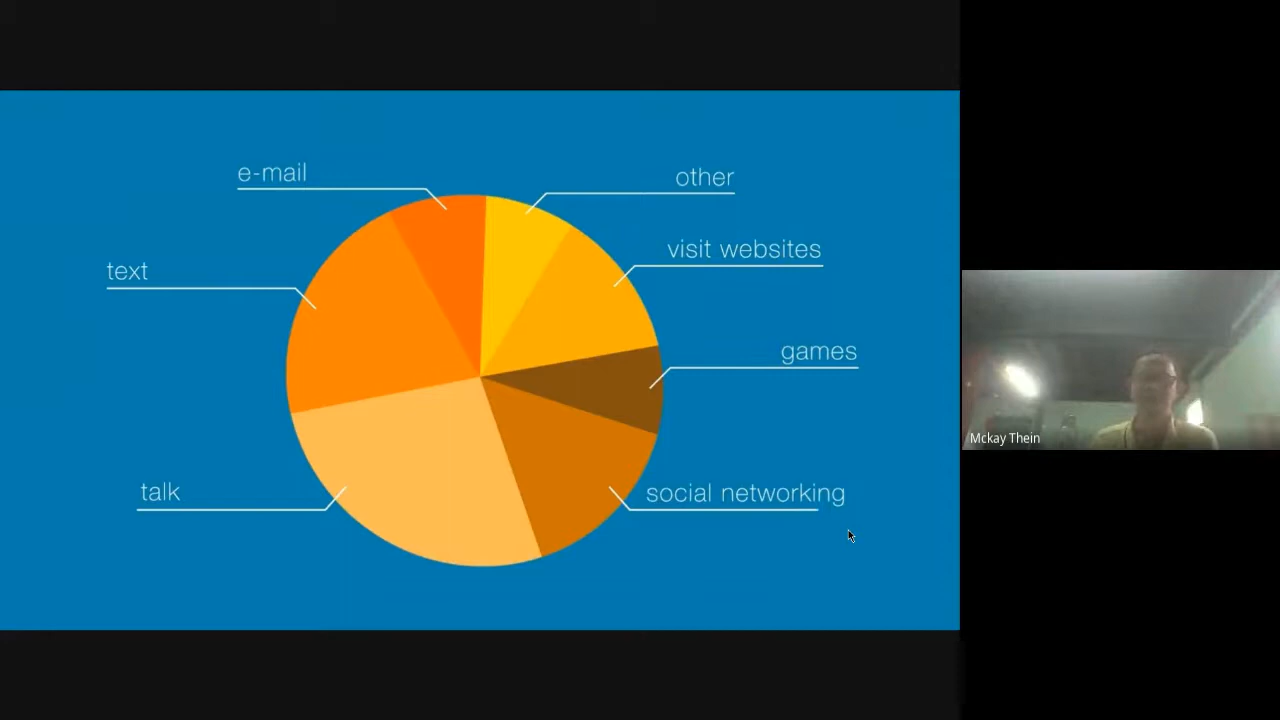 e-mail
other
visit websites
text
games
talk
social networking
Mckay Thein